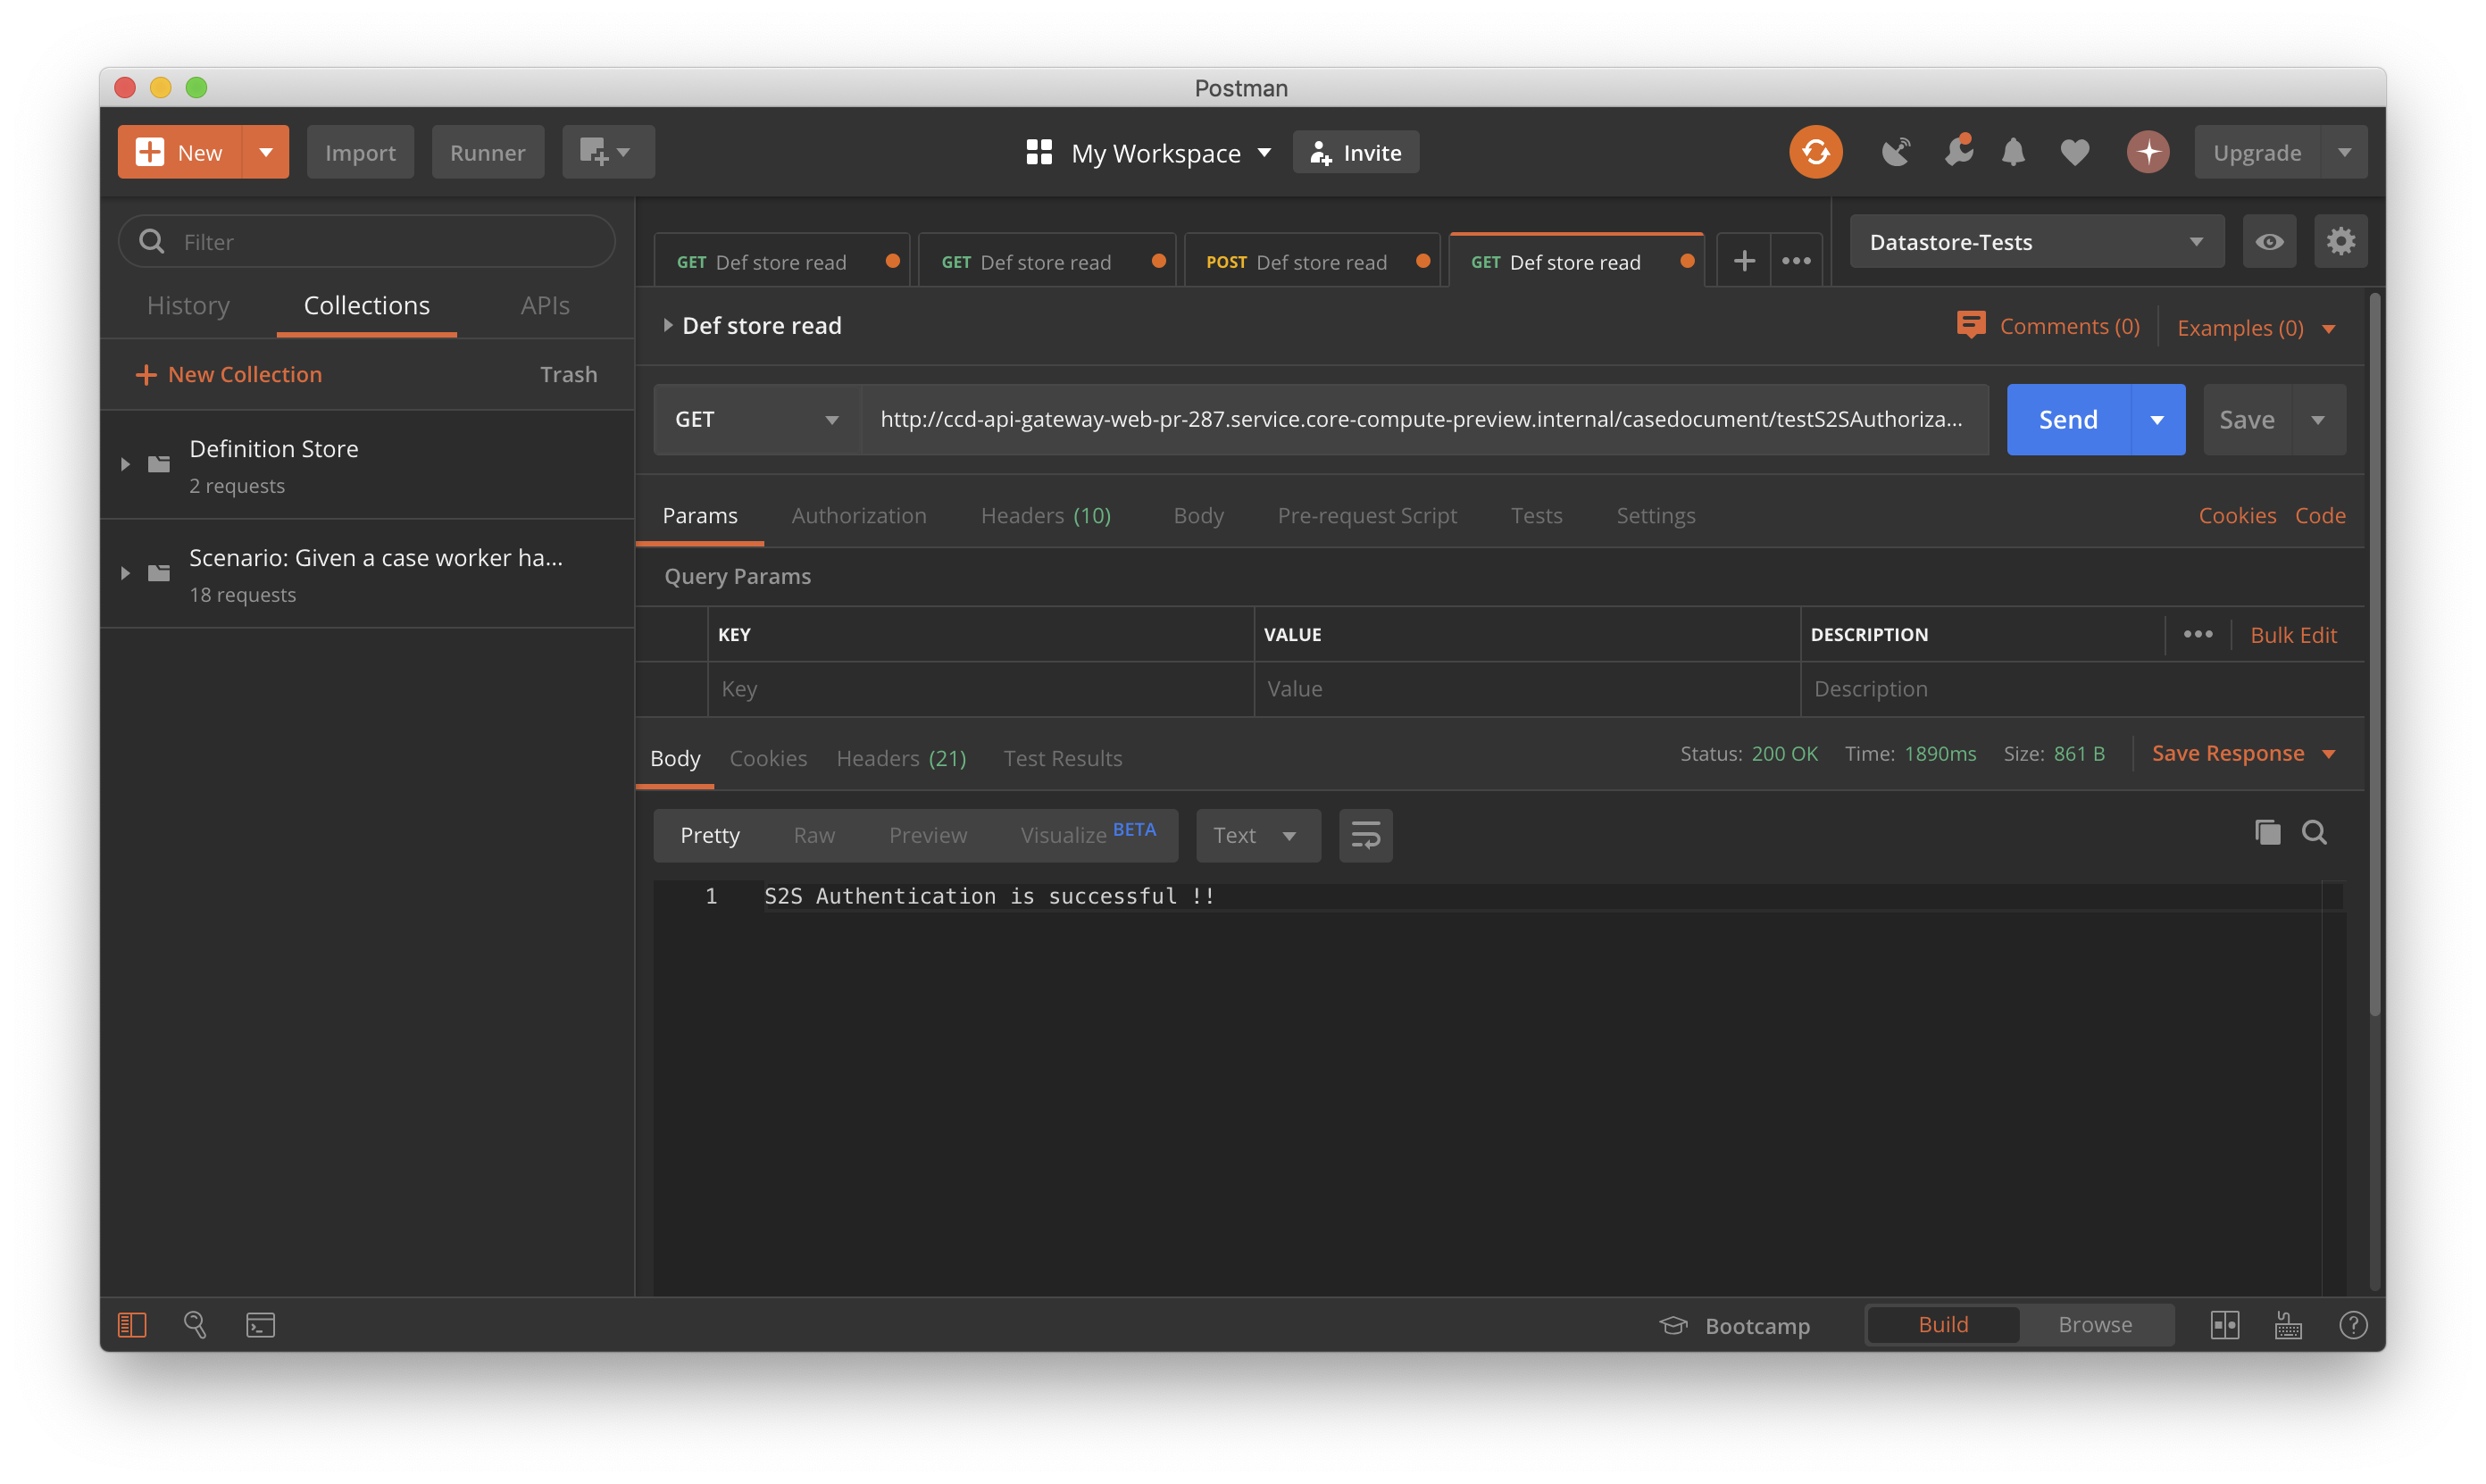 Postman
New
Import
Runner
My Workspace
Invite
Upgrade
Filter
History
Collections
APIs
New Collection
Trash
Definition Store
2 requests
Scenario: Given a case worker ha...
18 requests
GET Def store read
GET Def store read
POST Def store read
GET Def store read
Datastore-Tests
Def store read
Comments (0)
Examples (0)
GET
http://ccd-api-gateway-web-pr-287.service.core-compute-preview.internal/casedocument/testS2SAuthoriza...
Send
Save
Params
Authorization
Headers (10)
Body
Pre-request Script
Tests
Settings
Cookies
Code
Query Params
KEY
VALUE
DESCRIPTION
Bulk Edit
Key
Value
Description
Body
Cookies
Headers (21)
Test Results
Status: 200 OK
Time: 1890ms
Size: 861 B
Save Response
Pretty
Raw
Preview
Visualize BETA
Text
1 S2S Authentication is successful !!
Bootcamp
Build
Browse